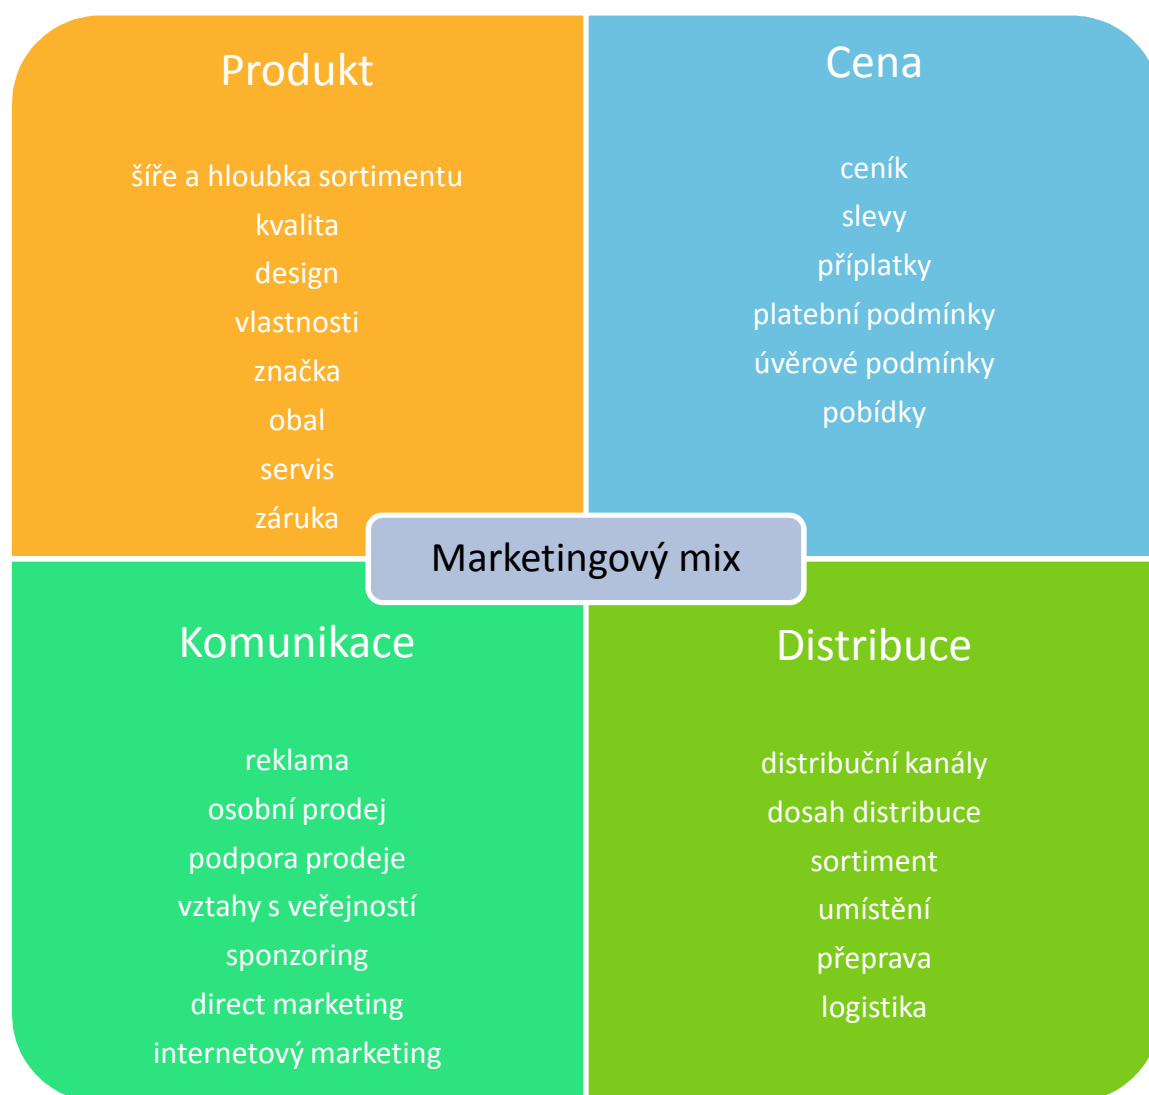 Produkt
šíře a hloubka sortimentu
kvalita
design
vlastnosti
značka
obal
servis
záruka
Cena
ceník
slevy
příplatky
platební podmínky
úvěrové podmínky
pobídky
Marketingový mix
Komunikace
reklama
osobní prodej
podpora prodeje
vztahy s veřejností
sponzoring
direct marketing
internetový marketing
Distribuce
distribuční kanály
dosah distribuce
sortiment
umístění
přeprava
logistika